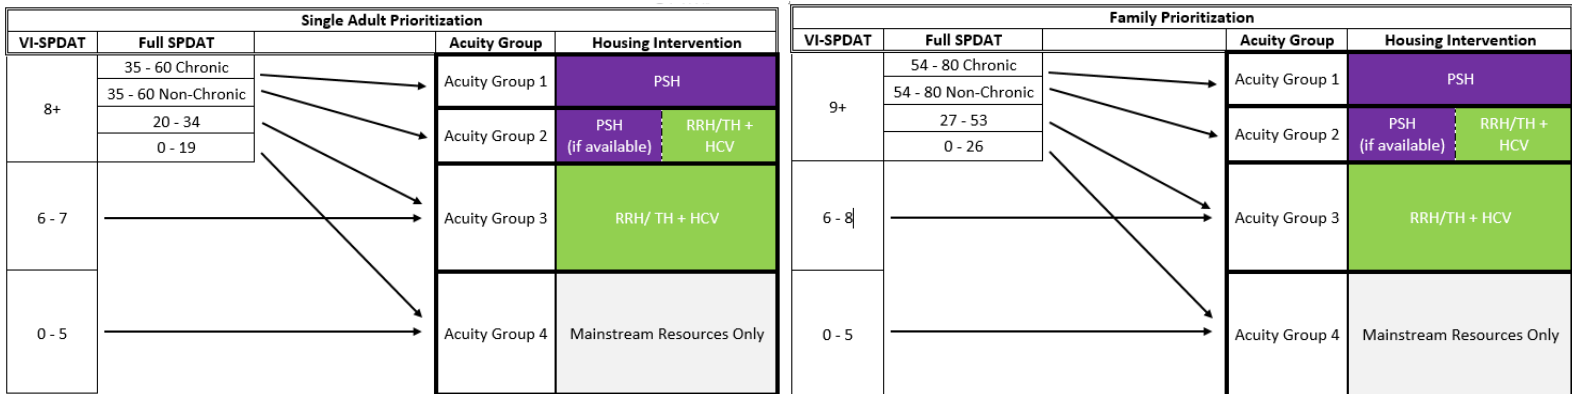 Single Adult Prioritization
VI-SPDAT Full SPDAT Acuity Group Housing Intervention
8+
35 - 60 Chronic
35 - 60 Non-Chronic
20 - 34
0 - 19
Acuity Group 1
PSH
Acuity Group 2
PSH
(if available)
RRH/TH +
HCV
6 - 7
Acuity Group 3
RRH/ TH + HCV
0 - 5
Acuity Group 4
Mainstream Resources Only
Family Prioritization
VI-SPDAT Full SPDAT Acuity Group Housing Intervention
9+
54 - 80 Chronic
54 - 80 Non-Chronic
27 - 53
0 - 26
Acuity Group 1
PSH
Acuity Group 2
PSH
(if available)
RRH/TH +
HCV
6 - 8
Acuity Group 3
RRH/TH + HCV
0 - 5
Acuity Group 4
Mainstream Resources Only